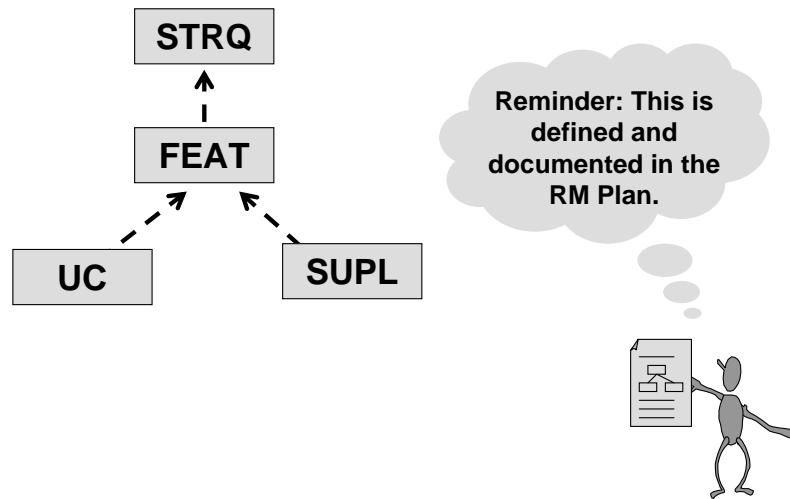 STRQ
FEAT
UC
SUPL
Reminder: This is
defined and
documented in the
RM Plan.